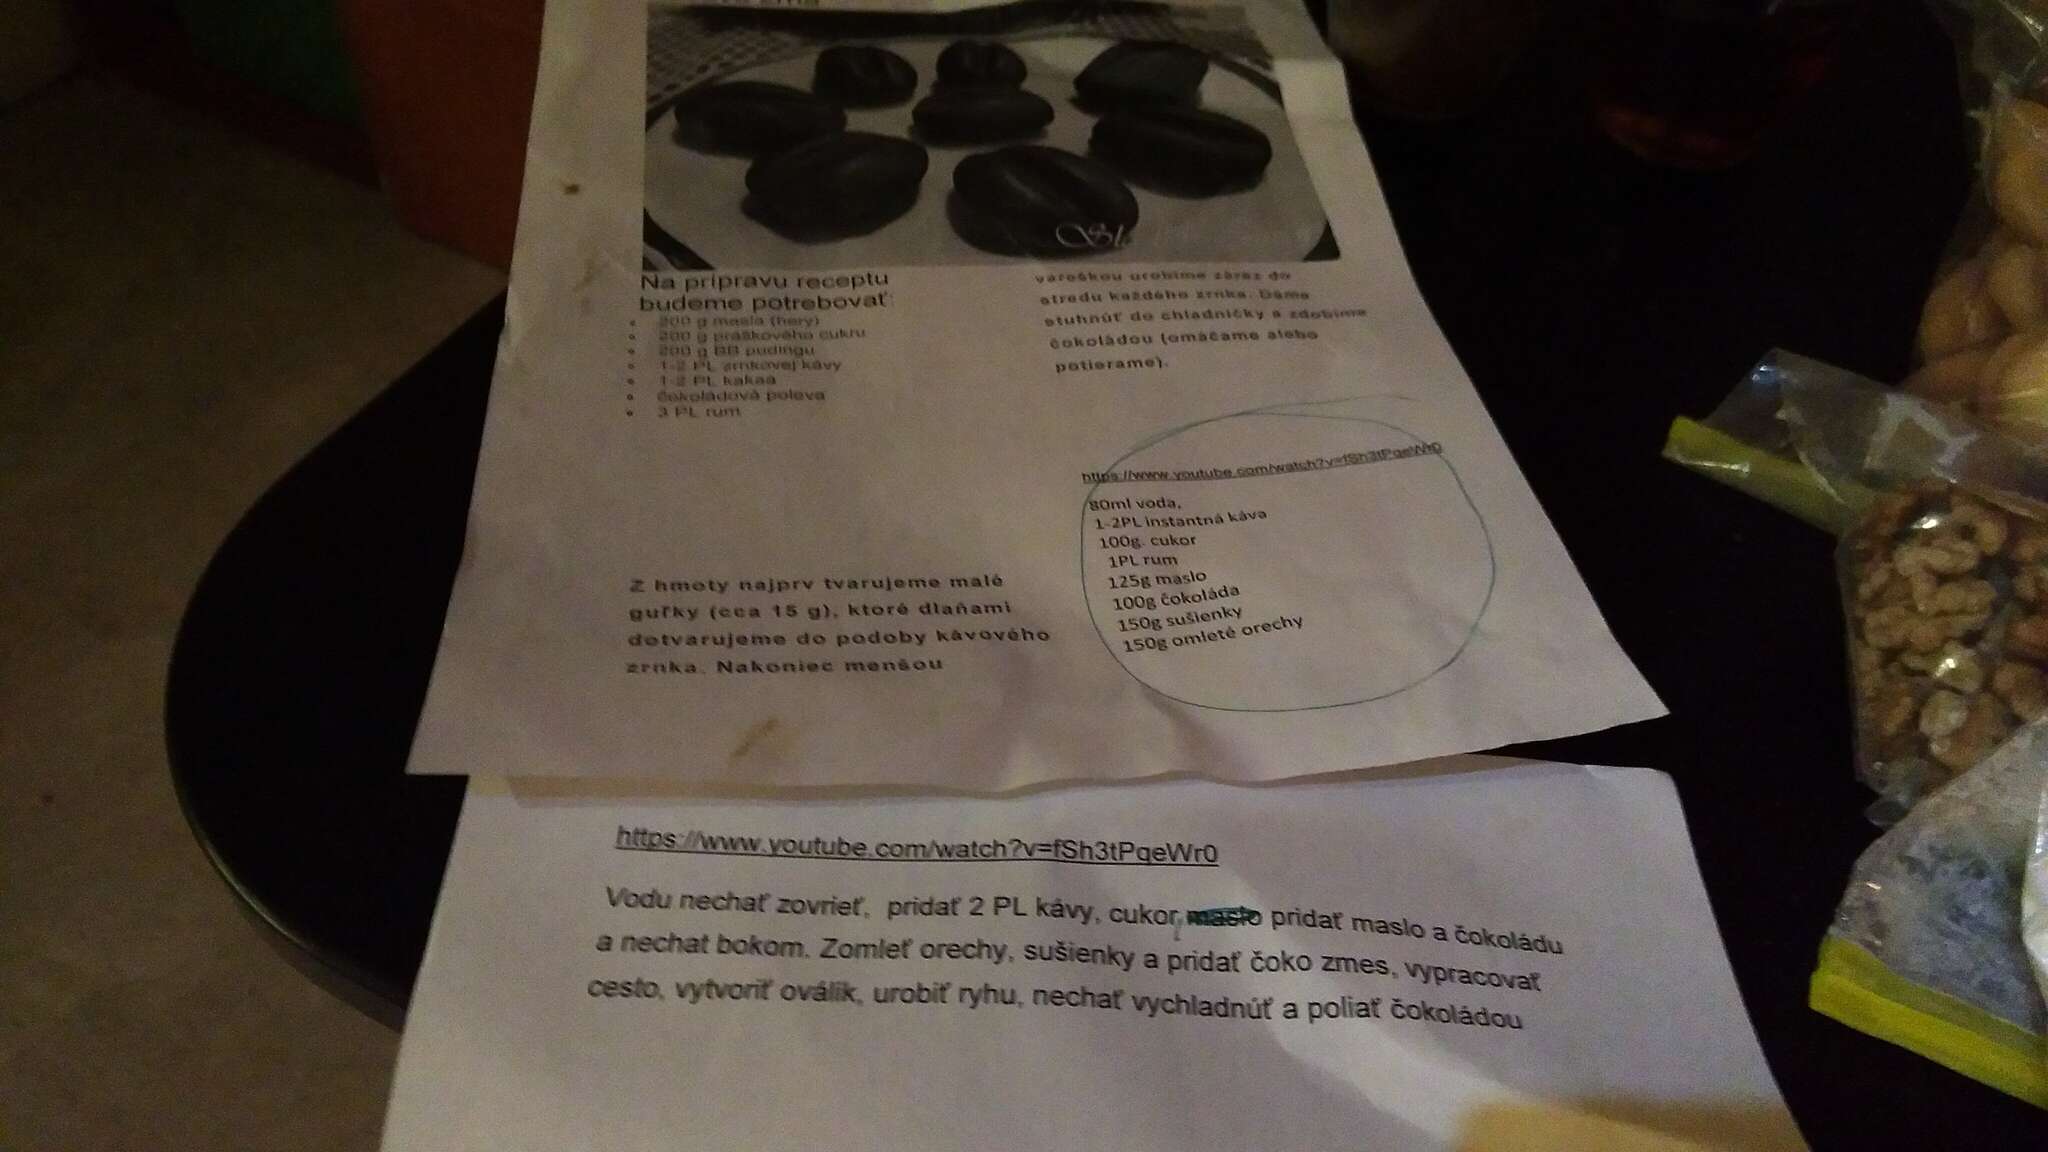 Na prípravu receptu
budeme potrebovať:
200 g masla (hery)
200 g práškového cukru
200 g BB pudingu
1-2 PL zrnkovej kávy
1-2 PL kakaa
čokoládová poleva
3 PL rum
Z hmoty najprv tvarujeme malé
guľky (cca 15 g), ktoré dlaňami
dotvarujeme do podoby kávového
zrnka. Nakoniec menšou
vareškou urobíme zárez do
stredu každého zrnka. Dáme
stuhnúť do chladničky a zdobíme
čokoládou (omáčame alebo
potierame).
https://www.youtube.com/watch?v=fSh3tPqeWr0
80ml voda,
1-2PL instantná káva
100g. cukor
1PL rum
125g maslo
100g čokoláda
150g sušienky
150g omleté orechy
https://www.youtube.com/watch?v=fSh3tPqeWr0
Vodu nechať zovrieť, pridať 2 PL kávy, cukor, maslo pridať maslo a čokoládu
a nechat bokom. Zomleť orechy, sušienky a pridať čoko zmes, vypracovať
cesto, vytvoriť oválik, urobiť ryhu, nechať vychladnúť a poliať čokoládou